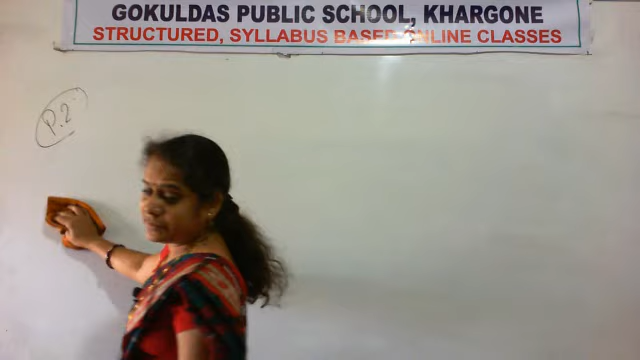 GOKULDAS PUBLIC SCHOOL, KHARGONE
STRUCTURED, SYLLABUS BASED ONLINE CLASSES
P.2